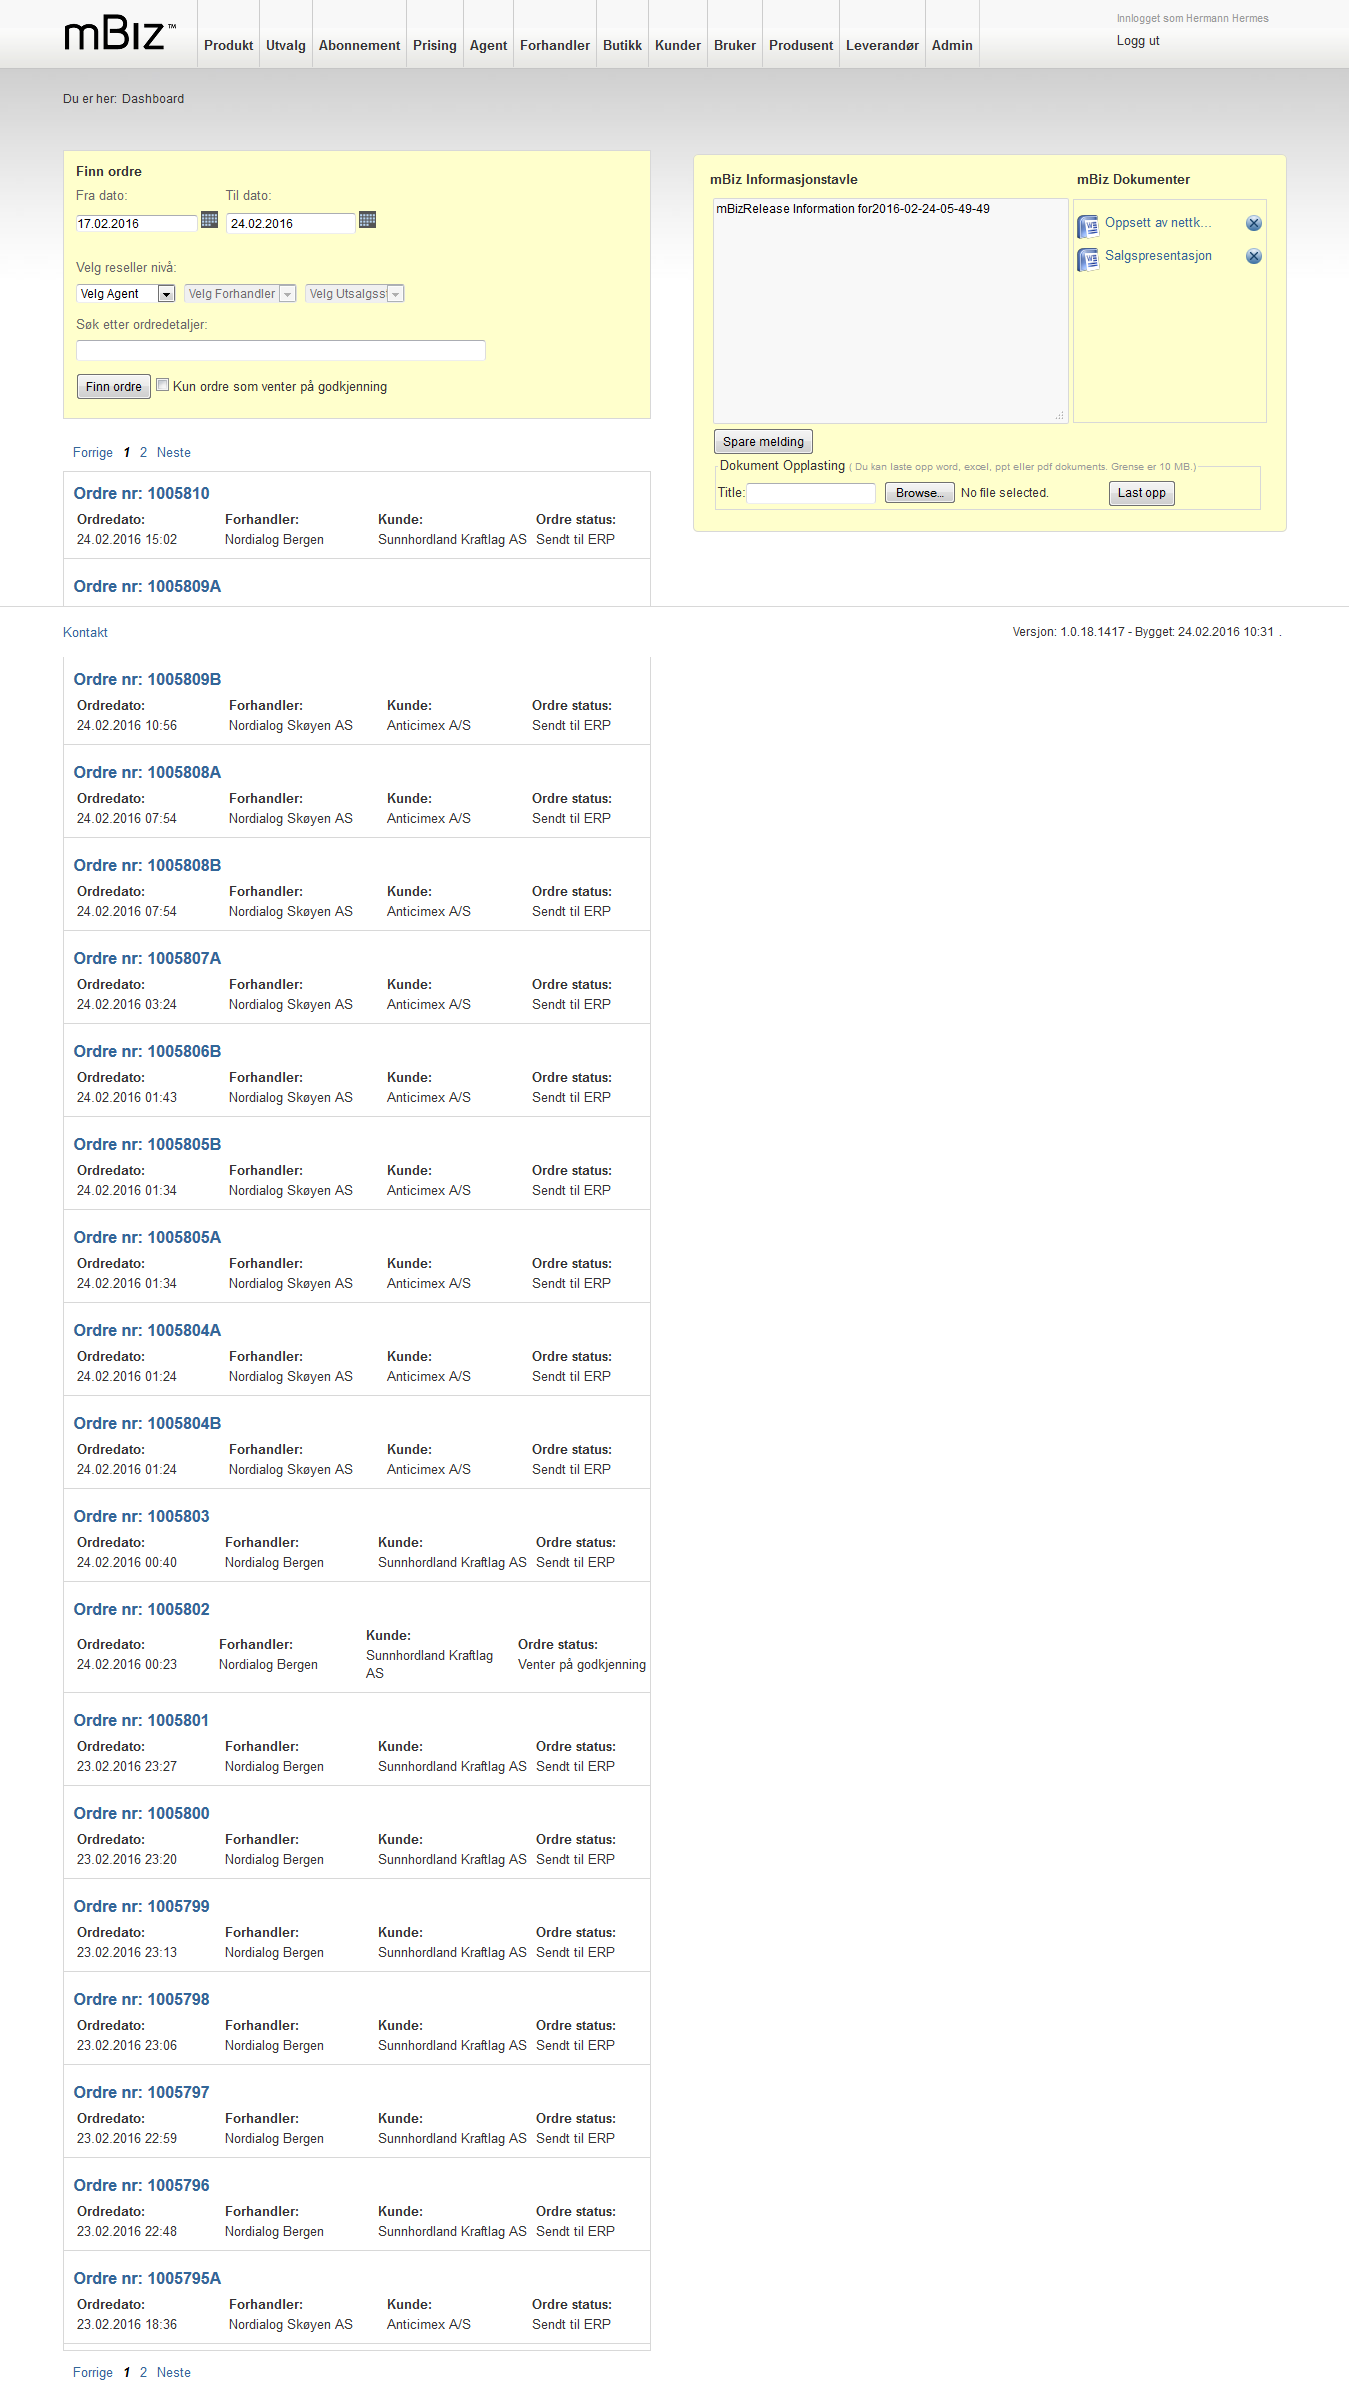 mBiz™
Produkt Utvalg Abonnement Prising Agent Forhandler Butikk Kunder Bruker Produsent Leverandør Admin
Innlogget som Hermann Hermes
Logg ut
Du er her: Dashboard
Finn ordre
Fra dato: Til dato:
17.02.2016 24.02.2016
Velg reseller nivå:
Velg Agent Velg Forhandler Velg Utsalgss
Søk etter ordredetaljer:
Finn ordre Kun ordre som venter på godkjenning
mBiz Informasjonstavle
mBizRelease Information for2016-02-24-05-49-49
mBiz Dokumenter
Oppsett av nettk...
Salgspresentasjon
Spare melding
Dokument Opplasting ( Du kan laste opp word, excel, ppt eller pdf dokuments. Grense er 10 MB.)
Title: Browse... No file selected. Last opp
Forrige 1 2 Neste
Ordre nr: 1005810
Ordredato: Forhandler: Kunde: Ordre status:
24.02.2016 15:02 Nordialog Bergen Sunnhordland Kraftlag AS Sendt til ERP
Ordre nr: 1005809A
Kontakt
Versjon: 1.0.18.1417 - Bygget: 24.02.2016 10:31 .
Ordre nr: 1005809B
Ordredato: Forhandler: Kunde: Ordre status:
24.02.2016 10:56 Nordialog Skøyen AS Anticimex A/S Sendt til ERP
Ordre nr: 1005808A
Ordredato: Forhandler: Kunde: Ordre status:
24.02.2016 07:54 Nordialog Skøyen AS Anticimex A/S Sendt til ERP
Ordre nr: 1005808B
Ordredato: Forhandler: Kunde: Ordre status:
24.02.2016 07:54 Nordialog Skøyen AS Anticimex A/S Sendt til ERP
Ordre nr: 1005807A
Ordredato: Forhandler: Kunde: Ordre status:
24.02.2016 03:24 Nordialog Skøyen AS Anticimex A/S Sendt til ERP
Ordre nr: 1005806B
Ordredato: Forhandler: Kunde: Ordre status:
24.02.2016 01:43 Nordialog Skøyen AS Anticimex A/S Sendt til ERP
Ordre nr: 1005805B
Ordredato: Forhandler: Kunde: Ordre status:
24.02.2016 01:34 Nordialog Skøyen AS Anticimex A/S Sendt til ERP
Ordre nr: 1005805A
Ordredato: Forhandler: Kunde: Ordre status:
24.02.2016 01:34 Nordialog Skøyen AS Anticimex A/S Sendt til ERP
Ordre nr: 1005804A
Ordredato: Forhandler: Kunde: Ordre status:
24.02.2016 01:24 Nordialog Skøyen AS Anticimex A/S Sendt til ERP
Ordre nr: 1005804B
Ordredato: Forhandler: Kunde: Ordre status:
24.02.2016 01:24 Nordialog Skøyen AS Anticimex A/S Sendt til ERP
Ordre nr: 1005803
Ordredato: Forhandler: Kunde: Ordre status:
24.02.2016 00:40 Nordialog Bergen Sunnhordland Kraftlag AS Sendt til ERP
Ordre nr: 1005802
Ordredato: Forhandler: Kunde: Ordre status:
24.02.2016 00:23 Nordialog Bergen Sunnhordland Kraftlag AS Venter på godkjenning
Ordre nr: 1005801
Ordredato: Forhandler: Kunde: Ordre status:
23.02.2016 23:27 Nordialog Bergen Sunnhordland Kraftlag AS Sendt til ERP
Ordre nr: 1005800
Ordredato: Forhandler: Kunde: Ordre status:
23.02.2016 23:20 Nordialog Bergen Sunnhordland Kraftlag AS Sendt til ERP
Ordre nr: 1005799
Ordredato: Forhandler: Kunde: Ordre status:
23.02.2016 23:13 Nordialog Bergen Sunnhordland Kraftlag AS Sendt til ERP
Ordre nr: 1005798
Ordredato: Forhandler: Kunde: Ordre status:
23.02.2016 23:06 Nordialog Bergen Sunnhordland Kraftlag AS Sendt til ERP
Ordre nr: 1005797
Ordredato: Forhandler: Kunde: Ordre status:
23.02.2016 22:59 Nordialog Bergen Sunnhordland Kraftlag AS Sendt til ERP
Ordre nr: 1005796
Ordredato: Forhandler: Kunde: Ordre status:
23.02.2016 22:48 Nordialog Bergen Sunnhordland Kraftlag AS Sendt til ERP
Ordre nr: 1005795A
Ordredato: Forhandler: Kunde: Ordre status:
23.02.2016 18:36 Nordialog Skøyen AS Anticimex A/S Sendt til ERP
Forrige 1 2 Neste